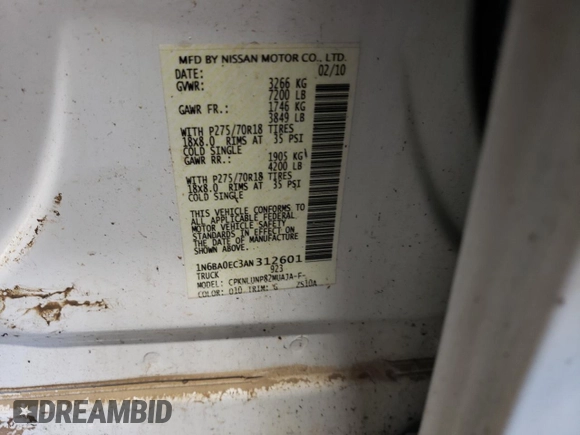 MFD BY NISSAN MOTOR CO., LTD.
DATE: 02/10
GVWR: 3266 KG
7200 LB
GAWR FR.: 1746 KG
3849 LB
WITH P275/70R18 TIRES
18X8.0 RIMS AT 35 PSI
COLD SINGLE
GAWR RR.: 1905 KG
4200 LB
WITH P275/70R18 TIRES
18X8.0 RIMS AT 35 PSI
COLD SINGLE
THIS VEHICLE CONFORMS TO
ALL APPLICABLE FEDERAL
MOTOR VEHICLE SAFETY
STANDARDS IN EFFECT ON
THE DATE OF MANUFACTURE
SHOWN ABOVE.
1N6BA0EC3AN312601
TRUCK 923
MODEL:
COLOR: TRIM: G
DREAMBID